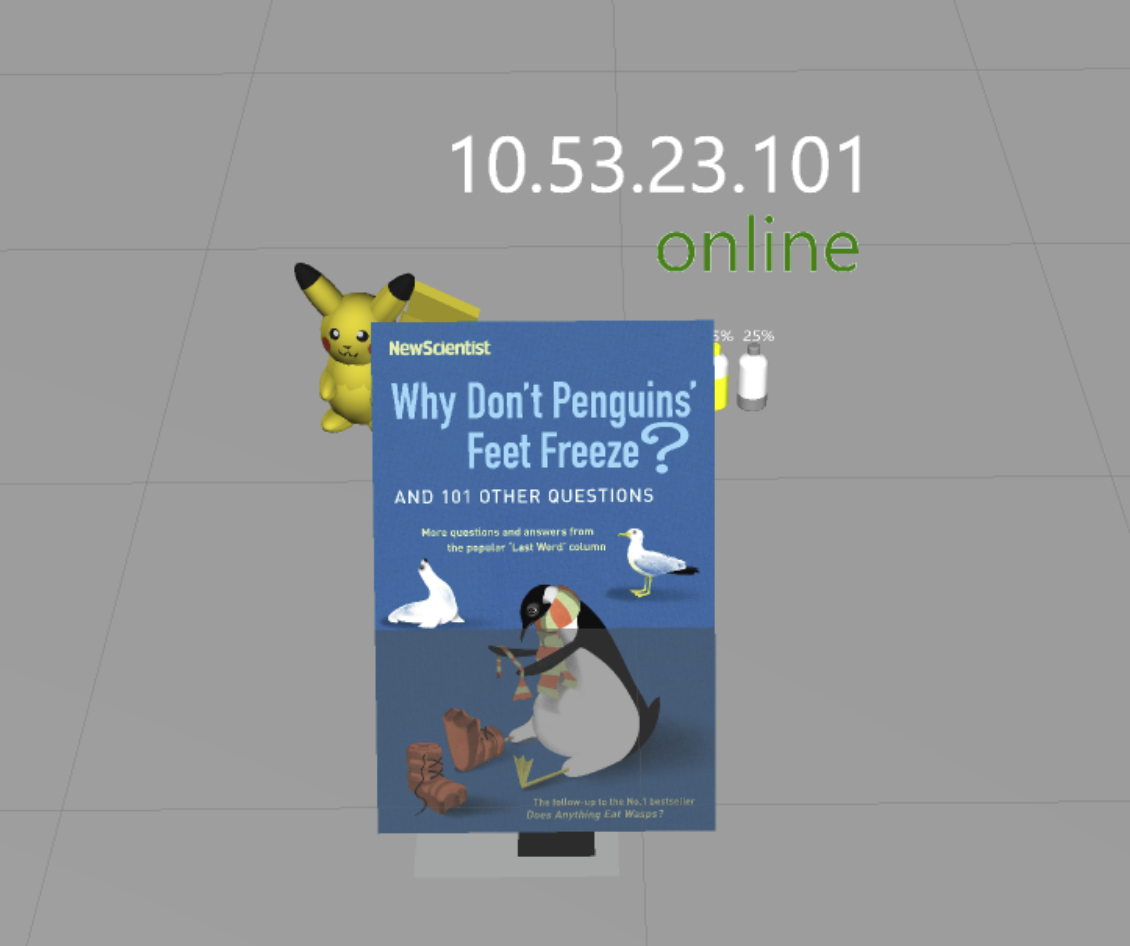 10.53.23.101
online
25%
NewScientist
Why Don't Penguins'
Feet Freeze?
AND 101 OTHER QUESTIONS
More questions and answers from
the popular "Last Word" column
The follow-up to the No.1 bestseller
Does Anything Eat Wasps?